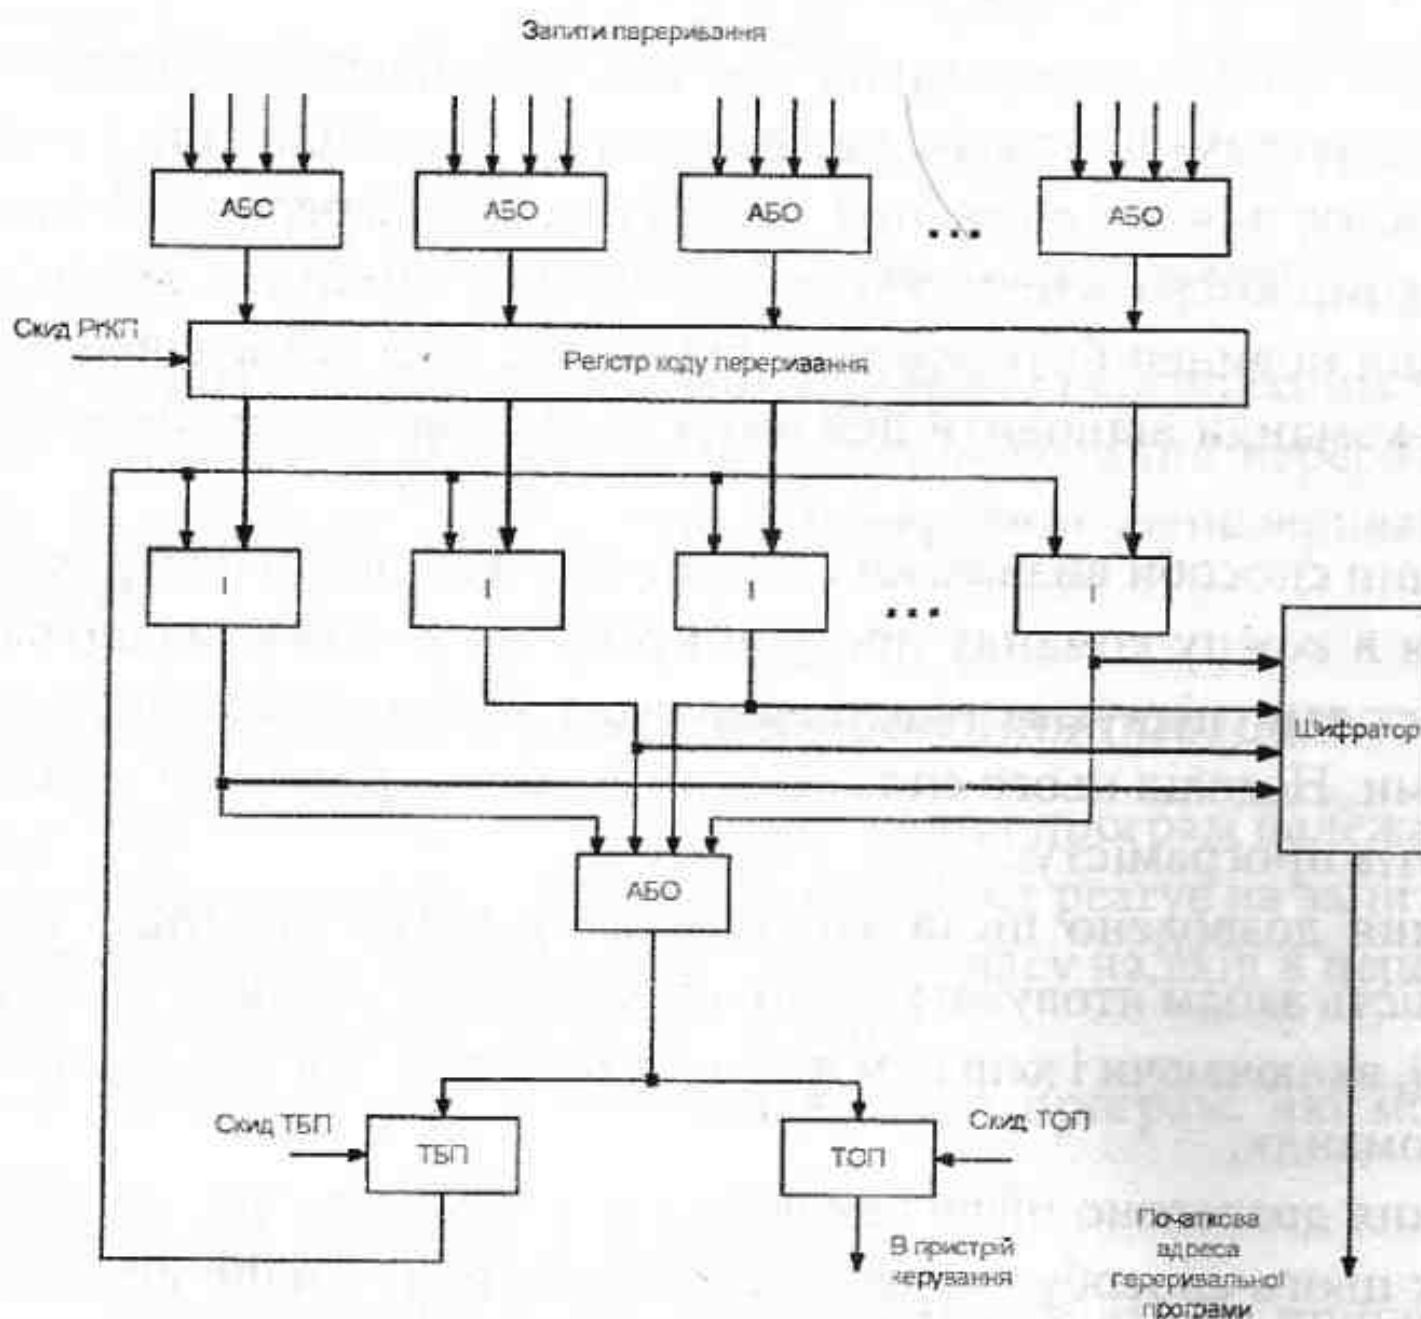 Запити переривання
АБО
АБО
АБО
...
АБО
Скид РгКП
Регістр коду переривання
І
І
І
...
І
Шифратор
АБО
Скид ТБП
ТБП
ТОП
Скид ТОП
В пристрій
керування
Початкова
адреса
переривальної
програми